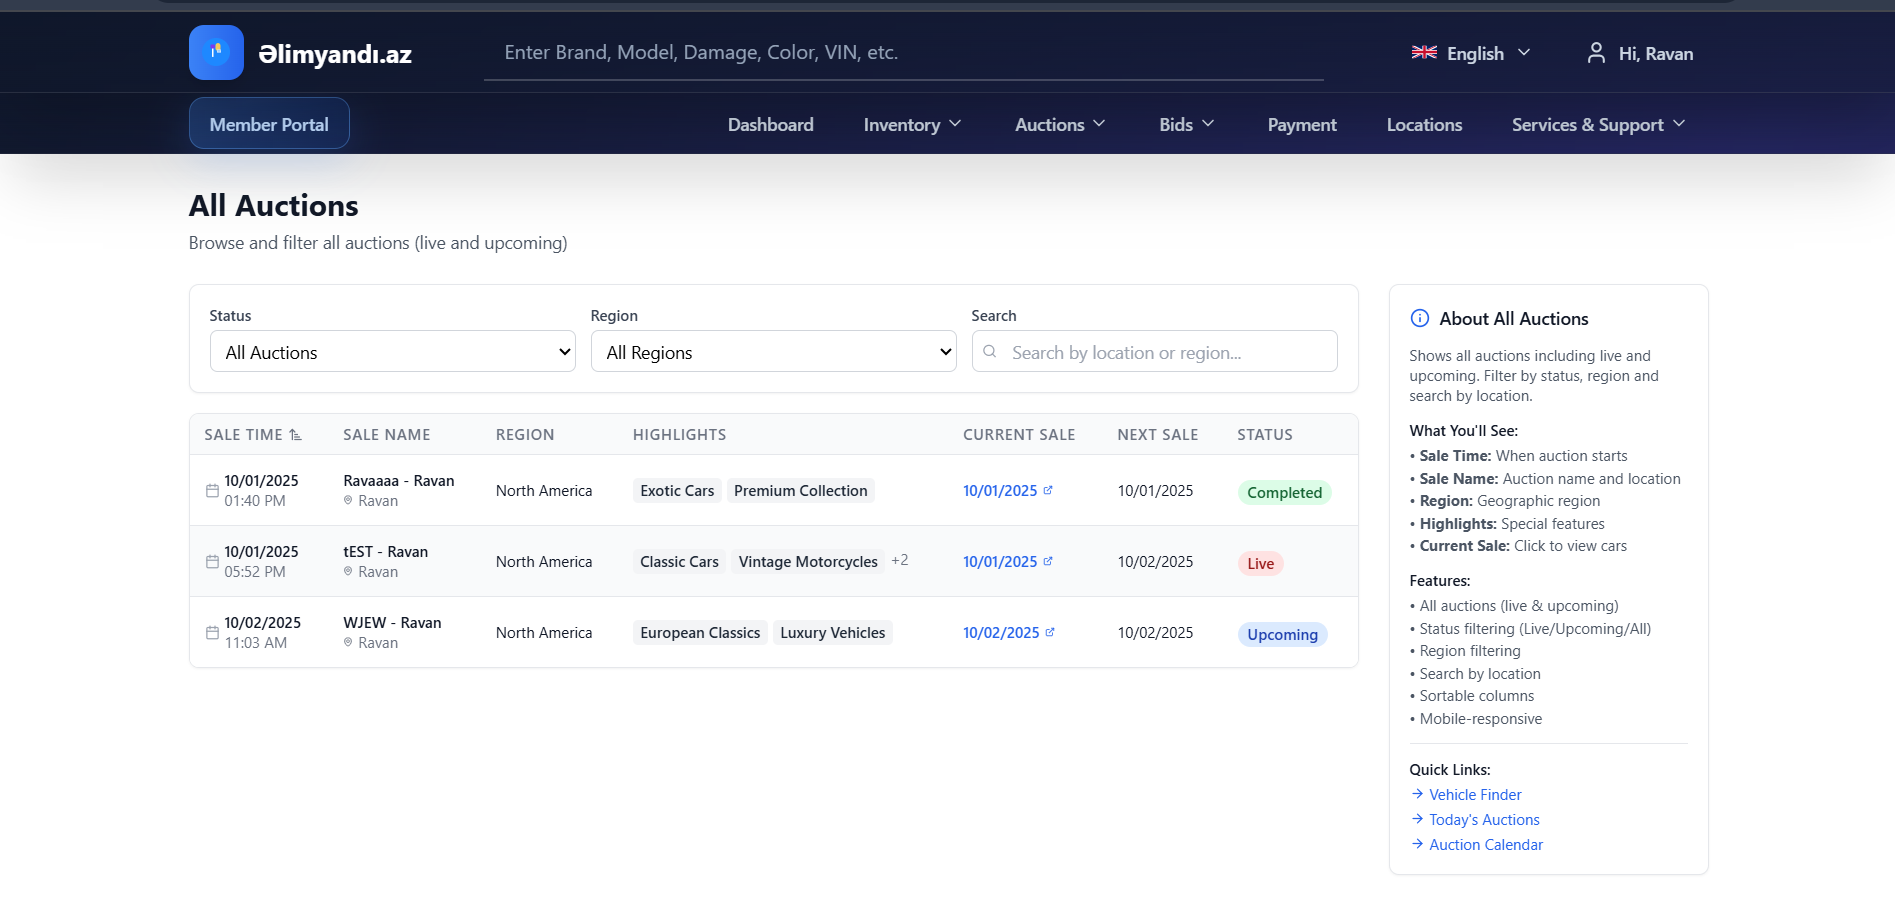 Əlimyandı.az
Enter Brand, Model, Damage, Color, VIN, etc.
English
Hi, Ravan
Member Portal
Dashboard
Inventory
Auctions
Bids
Payment
Locations
Services & Support
All Auctions
Browse and filter all auctions (live and upcoming)
Status
Region
Search
All Auctions
All Regions
Search by location or region...
SALE TIME
SALE NAME
REGION
HIGHLIGHTS
CURRENT SALE
NEXT SALE
STATUS
10/01/2025
01:40 PM
Ravaaaa - Ravan
Ravan
North America
Exotic Cars
Premium Collection
10/01/2025
10/01/2025
Completed
10/01/2025
05:52 PM
tEST - Ravan
Ravan
North America
Classic Cars
Vintage Motorcycles
+2
10/01/2025
10/02/2025
Live
10/02/2025
11:03 AM
WJEW - Ravan
Ravan
North America
European Classics
Luxury Vehicles
10/02/2025
10/02/2025
Upcoming
About All Auctions
Shows all auctions including live and
upcoming. Filter by status, region and
search by location.
What You'll See:
• Sale Time: When auction starts
• Sale Name: Auction name and location
• Region: Geographic region
• Highlights: Special features
• Current Sale: Click to view cars
Features:
• All auctions (live & upcoming)
• Status filtering (Live/Upcoming/All)
• Region filtering
• Search by location
• Sortable columns
• Mobile-responsive
Quick Links:
→ Vehicle Finder
→ Today's Auctions
→ Auction Calendar